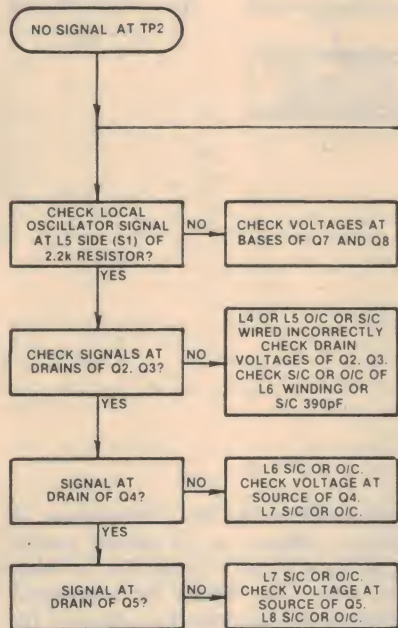 NO SIGNAL AT TP2
CHECK LOCAL
OSCILLATOR SIGNAL
AT L5 SIDE (S1) OF
2.2k RESISTOR?
NO
CHECK VOLTAGES AT
BASES OF Q7 AND Q8
YES
CHECK SIGNALS AT
DRAINS OF Q2. Q3?
NO
L4 OR L5 O/C OR S/C
WIRED INCORRECTLY
CHECK DRAIN
VOLTAGES OF Q2. Q3.
CHECK S/C OR O/C OF
L6 WINDING OR
S/C 390pF.
YES
SIGNAL AT
DRAIN OF Q4?
NO
L6 S/C OR O/C.
CHECK VOLTAGE AT
SOURCE OF Q4.
L7 S/C OR O/C.
YES
SIGNAL AT
DRAIN OF Q5?
NO
L7 S/C OR O/C.
CHECK VOLTAGE AT
SOURCE OF Q5.
L8 S/C OR O/C.